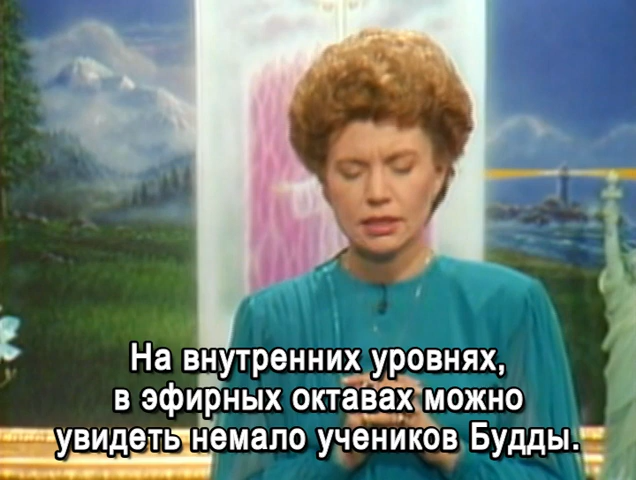 На внутренних уровнях,
в эфирных октавах можно
увидеть немало учеников Будды.